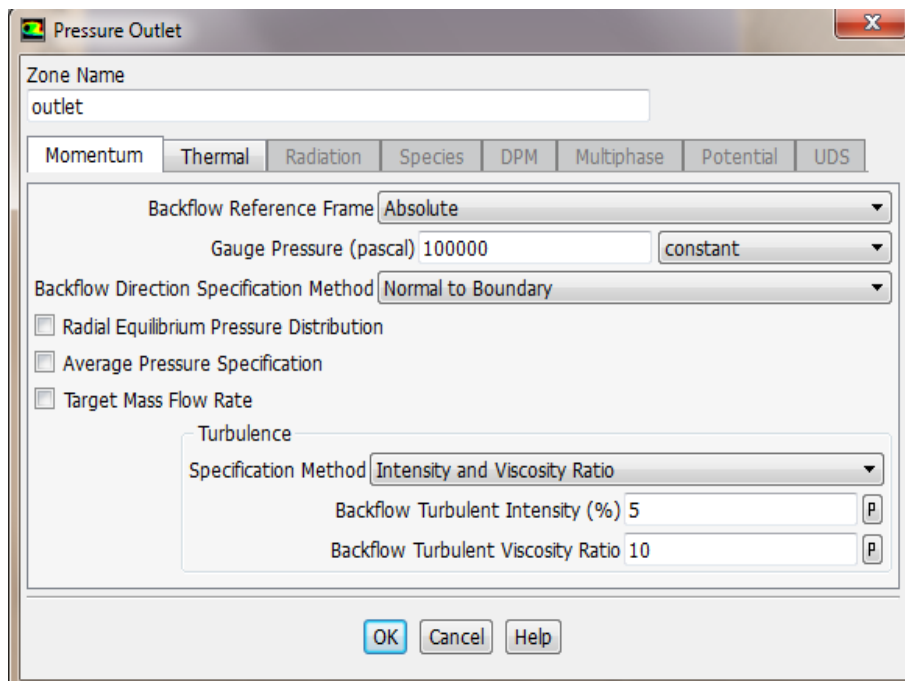 Pressure Outlet
X
Zone Name
outlet
Momentum Thermal Radiation Species DPM Multiphase Potential UDS
Backflow Reference Frame Absolute
Gauge Pressure (pascal) 100000 constant
Backflow Direction Specification Method Normal to Boundary
Radial Equilibrium Pressure Distribution
Average Pressure Specification
Target Mass Flow Rate
Turbulence
Specification Method Intensity and Viscosity Ratio
Backflow Turbulent Intensity (%) 5 P
Backflow Turbulent Viscosity Ratio 10 P
OK Cancel Help